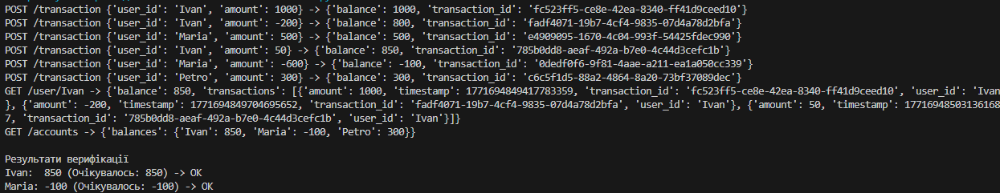 POST /transaction {'user_id': 'Ivan', 'amount': 1000} -> {'balance': 1000, 'transaction_id': 'fc523ff5-ce8e-42ea-8340-ff41d9ceed10'}
POST /transaction {'user_id': 'Ivan', 'amount': -200} -> {'balance': 800, 'transaction_id': 'fadf4071-19b7-4cf4-9835-07d4a78d2bfa'}
POST /transaction {'user_id': 'Maria', 'amount': 500} -> {'balance': 500, 'transaction_id': 'e4909095-1670-4c04-993f-54425fdec990'}
POST /transaction {'user_id': 'Ivan', 'amount': 50} -> {'balance': 850, 'transaction_id': '785b0dd8-aeaf-492a-b7e0-4c44d3cefc1b'}
POST /transaction {'user_id': 'Maria', 'amount': -600} -> {'balance': -100, 'transaction_id': '0dedf0f6-9f81-4aae-a211-ea1a050cc339'}
POST /transaction {'user_id': 'Petro', 'amount': 300} -> {'balance': 300, 'transaction_id': 'c6c5f1d5-88a2-4864-8a20-73bf37089dec'}
GET /user/Ivan -> {'balance': 850, 'transactions': [{'amount': 1000, 'timestamp': 1771694849417783359, 'transaction_id': 'fc523ff5-ce8e-42ea-8340-ff41d9ceed10', 'user_id': 'Ivan
}, {'amount': -200, 'timestamp': 1771694849704695652, 'transaction_id': 'fadf4071-19b7-4cf4-9835-07d4a78d2bfa', 'user_id': 'Ivan'}, {'amount': 50, 'timestamp': 17716948503136168
7, 'transaction_id': '785b0dd8-aeaf-492a-b7e0-4c44d3cefc1b', 'user_id': 'Ivan'}]}
GET /accounts -> {'balances': {'Ivan': 850, 'Maria': -100, 'Petro': 300}}
Результати верифікації
Ivan:  850 (Очікувалось: 850) -> OK
Maria: -100 (Очікувалось: -100) -> OK